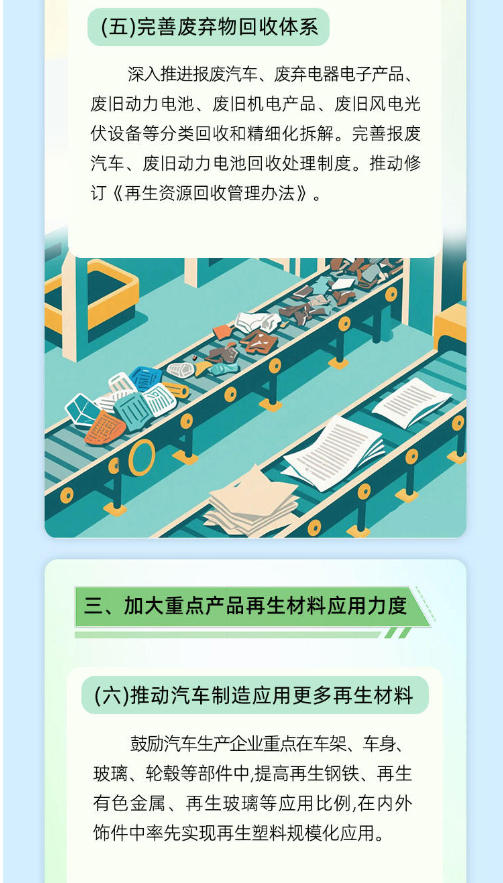 (五)完善废弃物回收体系
深入推进报废汽车、废弃电器电子产品、
废旧动力电池、废旧机电产品、废旧风电光
伏设备等分类回收和精细化拆解。完善报废
汽车、废旧动力电池回收处理制度。推动修
订《再生资源回收管理办法》。
三、加大重点产品再生材料应用力度
(六)推动汽车制造应用更多再生材料
鼓励汽车生产企业重点在车架、车身、
玻璃、轮毂等部件中,提高再生钢铁、再生
有色金属、再生玻璃等应用比例,在内外
饰件中率先实现再生塑料规模化应用。